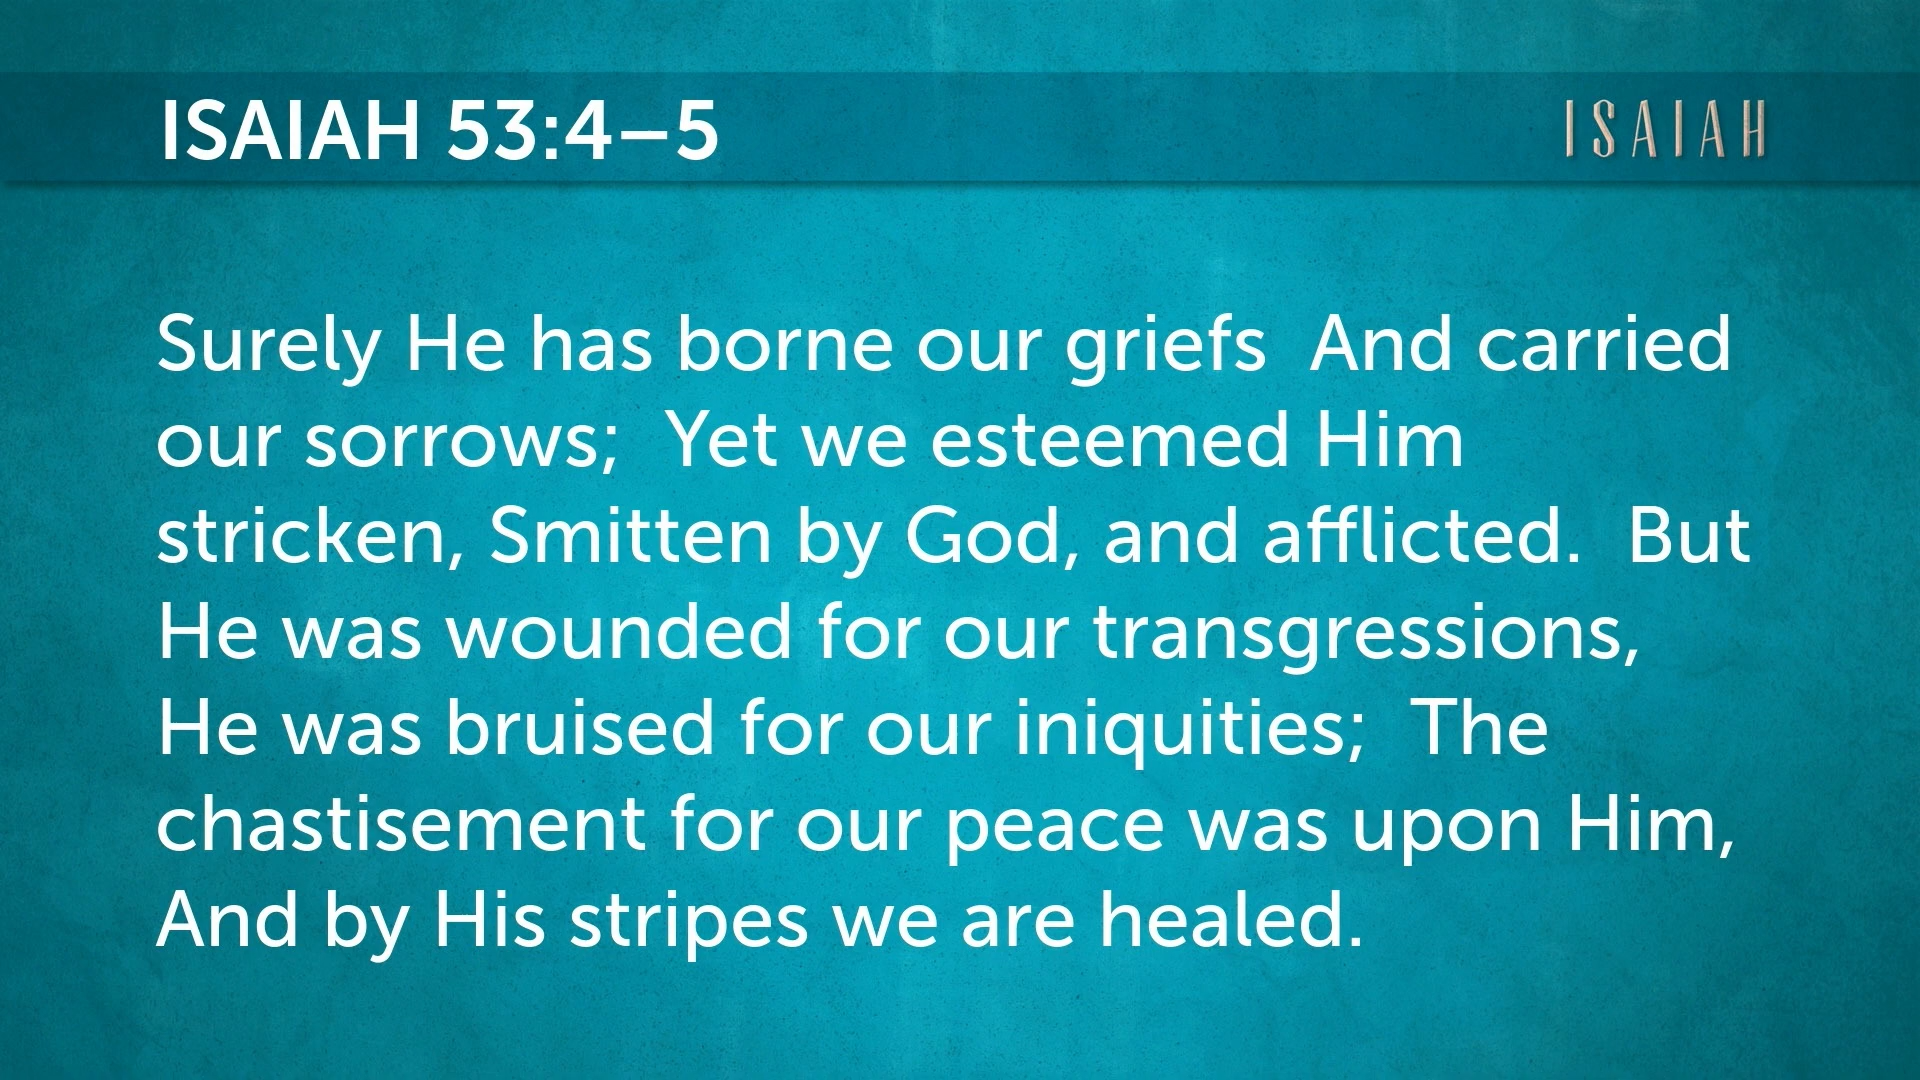 ISAIAH 53:4–5
ISAIAH
Surely He has borne our griefs  And carried
our sorrows;  Yet we esteemed Him
stricken, Smitten by God, and afflicted.  But
He was wounded for our transgressions,
He was bruised for our iniquities;  The
chastisement for our peace was upon Him,
And by His stripes we are healed.